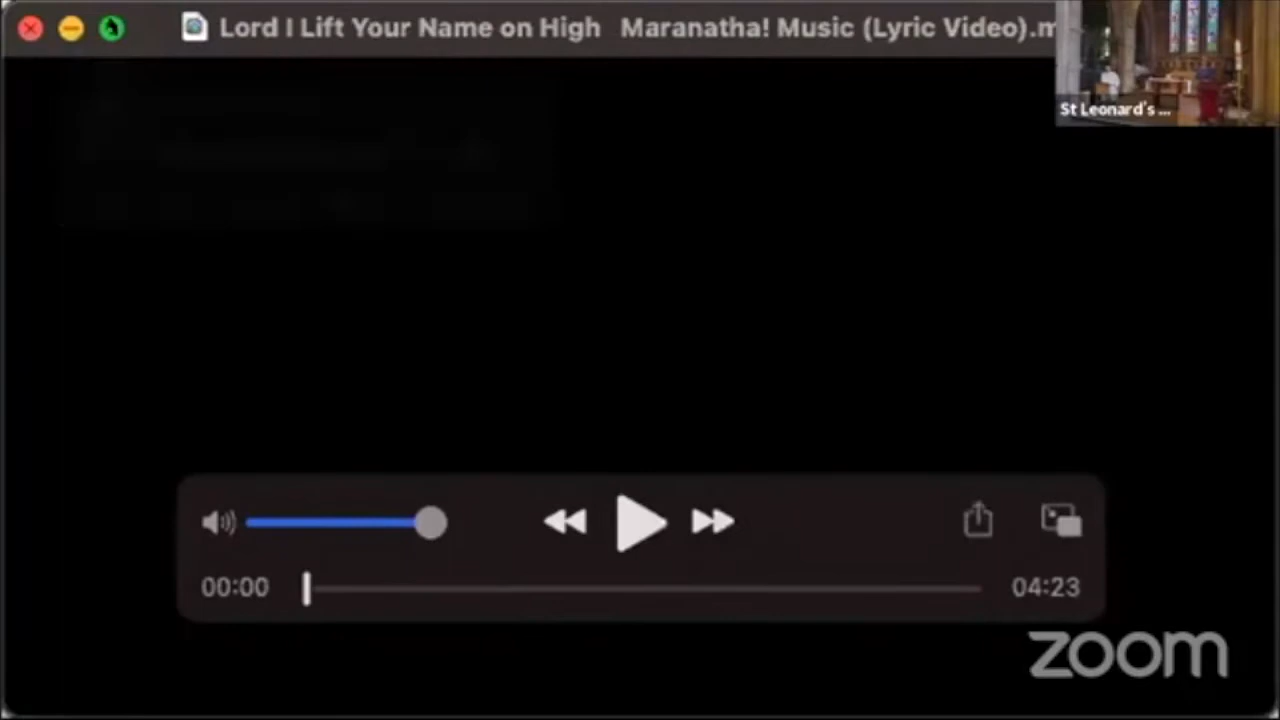 Lord I Lift Your Name on High Maranatha! Music (Lyric Video).m
St Leonard's ...
00:00
04:23
zoom